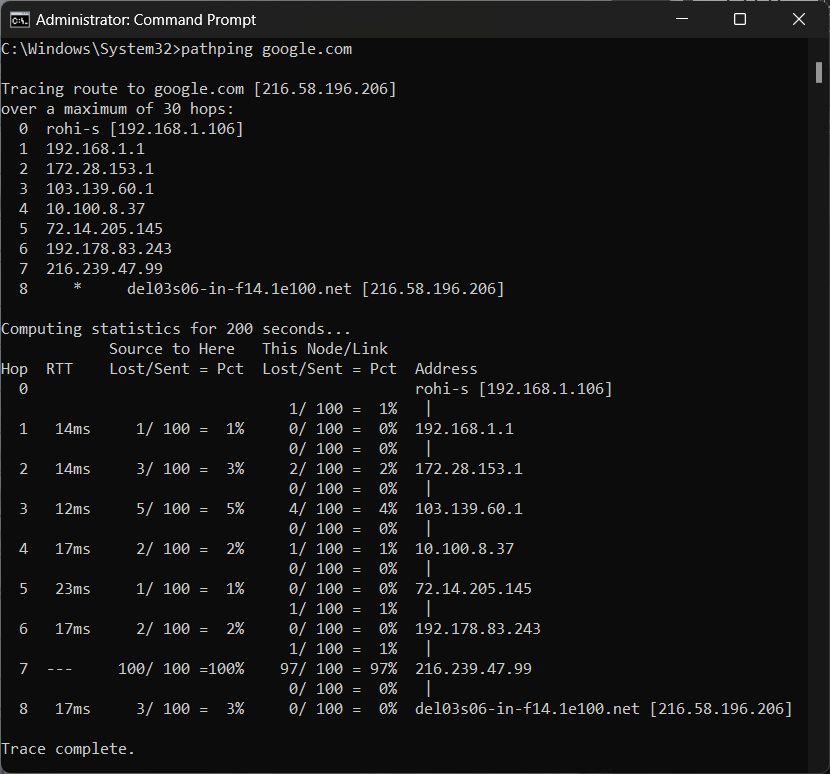 Administrator: Command Prompt
C:\Windows\System32>pathping google.com
Tracing route to google.com [216.58.196.206]
over a maximum of 30 hops:
  0  rohi-s [192.168.1.106]
  1  192.168.1.1
  2  172.28.153.1
  3  103.139.60.1
  4  10.100.8.37
  5  72.14.205.145
  6  192.178.83.243
  7  216.239.47.99
  8     *     del03s06-in-f14.1e100.net [216.58.196.206]
Computing statistics for 200 seconds...
            Source to Here   This Node/Link
Hop  RTT    Lost/Sent = Pct  Lost/Sent = Pct  Address
  0                                           rohi-s [192.168.1.106]
                                1/ 100 =  1%   |
  1   14ms     1/ 100 =  1%     0/ 100 =  0%  192.168.1.1
                                0/ 100 =  0%   |
  2   14ms     3/ 100 =  3%     2/ 100 =  2%  172.28.153.1
                                0/ 100 =  0%   |
  3   12ms     5/ 100 =  5%     4/ 100 =  4%  103.139.60.1
                                0/ 100 =  0%   |
  4   17ms     2/ 100 =  2%     1/ 100 =  1%  10.100.8.37
                                0/ 100 =  0%   |
  5   23ms     1/ 100 =  1%     0/ 100 =  0%  72.14.205.145
                                1/ 100 =  1%   |
  6   17ms     2/ 100 =  2%     0/ 100 =  0%  192.178.83.243
                                1/ 100 =  1%   |
  7  ---     100/ 100 =100%    97/ 100 = 97%  216.239.47.99
                                0/ 100 =  0%   |
  8   17ms     3/ 100 =  3%     0/ 100 =  0%  del03s06-in-f14.1e100.net [216.58.196.206]
Trace complete.